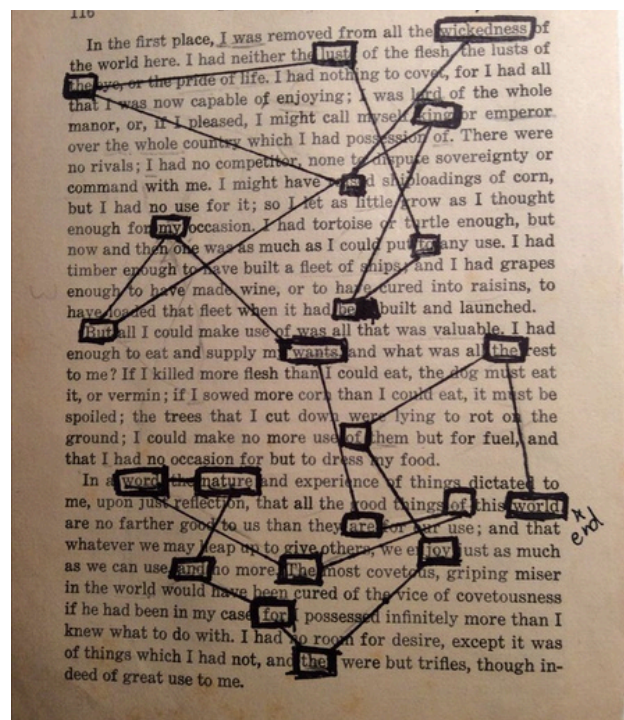 116
In the first place, I was removed from all the wickedness of
the world here. I had neither the lusts of the flesh, the lusts of
the eye, or the pride of life. I had nothing to covet, for I had all
that I was now capable of enjoying; I was lord of the whole
manor, or, if I pleased, I might call myself king or emperor
over the whole country which I had possession of. There were
no rivals; I had no competitor, none to dispute sovereignty or
command with me. I might have raised shiploadings of corn,
but I had no use for it; so I let as little grow as I thought
enough for my occasion. I had tortoise or turtle enough, but
now and then one was as much as I could put to any use. I had
timber enough to have built a fleet of ships; and I had grapes
enough to have made wine, or to have cured into raisins, to
have loaded that fleet when it had be built and launched.
But all I could make use of was all that was valuable. I had
enough to eat and supply my wants, and what was all the rest
to me? If I killed more flesh than I could eat, the dog must eat
it, or vermin; if I sowed more corn than I could eat, it must be
spoiled; the trees that I cut down were lying to rot on the
ground; I could make no more use of them but for fuel, and
that I had no occasion for but to dress my food.
In a word, the nature and experience of things dictated to
me, upon just reflection, that all the good things of this world
are no farther good to us than they are for our use; and that
whatever we may heap up to give others, we enjoy just as much
as we can use and no more. The most covetous, griping miser
in the world would have been cured of the vice of covetousness
if he had been in my case, for I possessed infinitely more than I
knew what to do with. I had no room for desire, except it was
of things which I had not, and they were but trifles, though in-
deed of great use to me.
* end